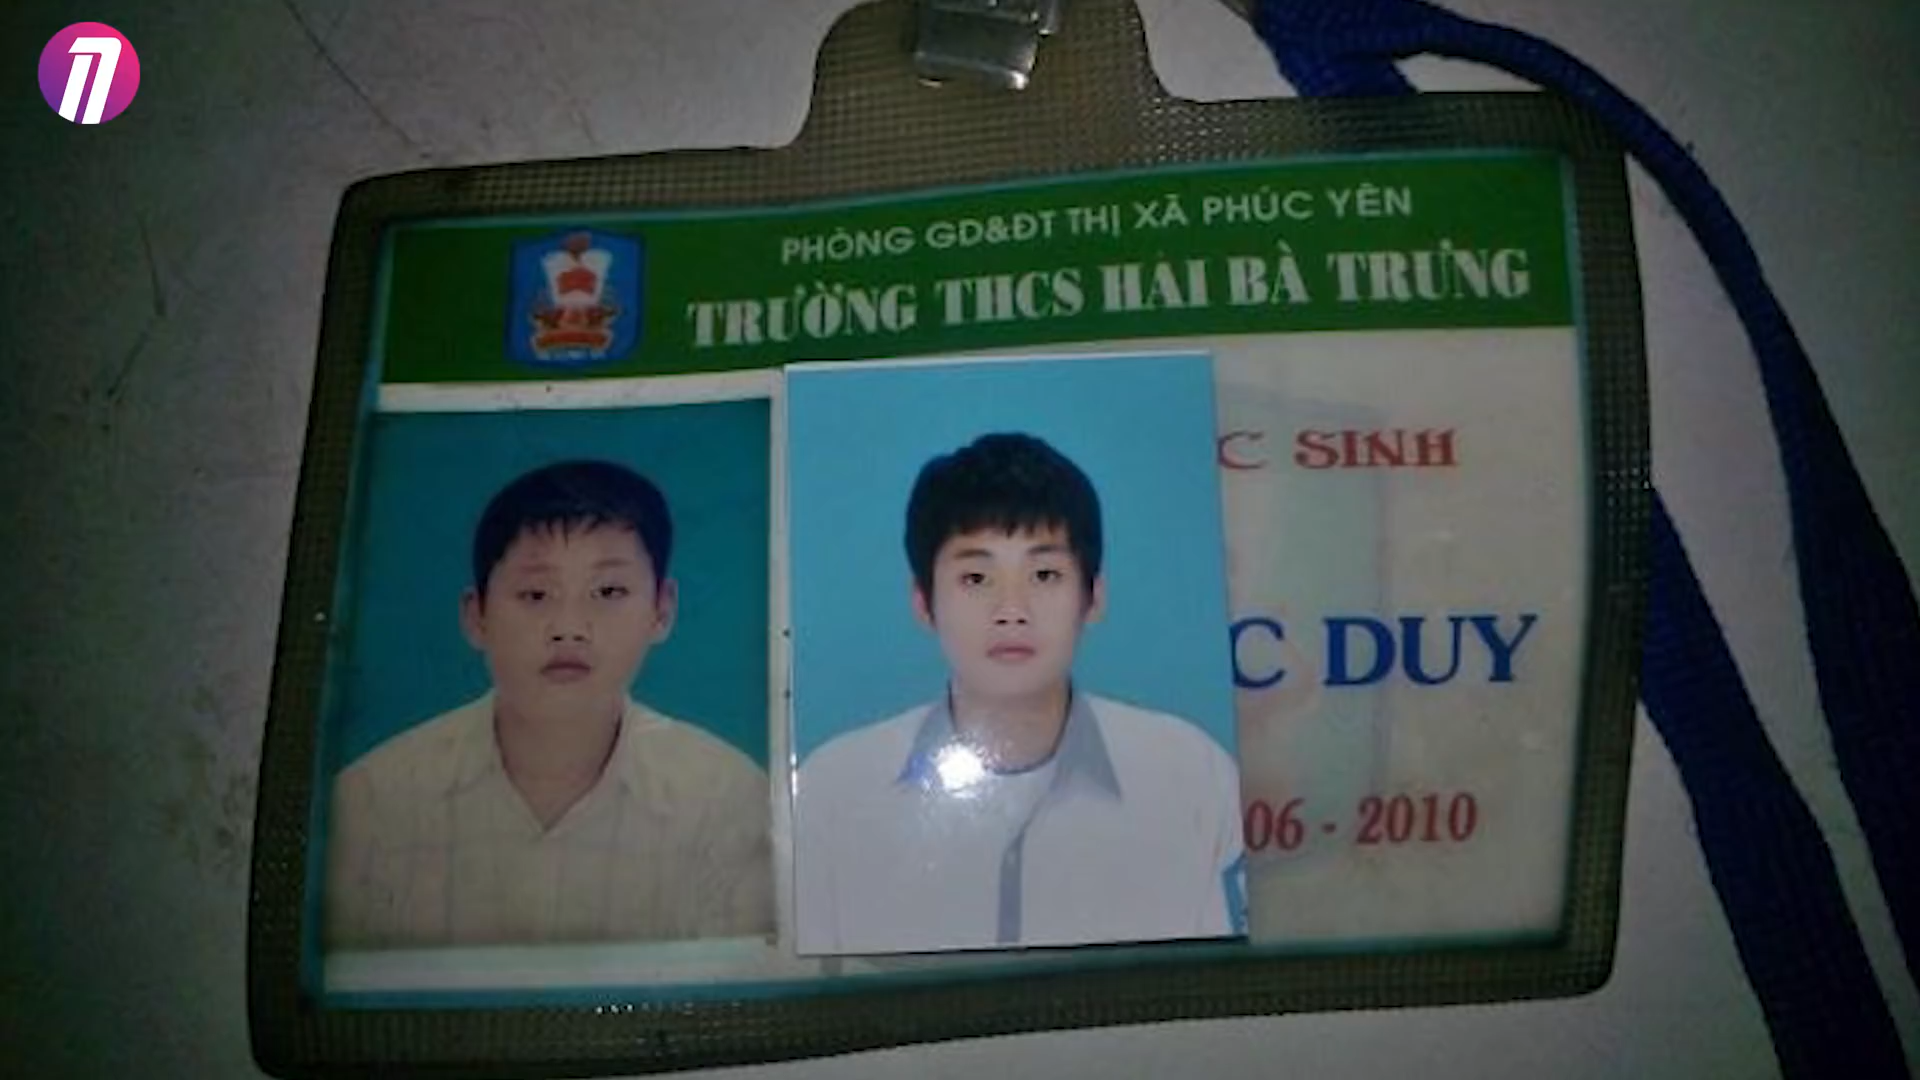 PHÒNG GD&ĐT THỊ XÃ PHÚC YÊN
TRƯỜNG THCS HAI BÀ TRƯNG
C SINH
C DUY
06 - 2010